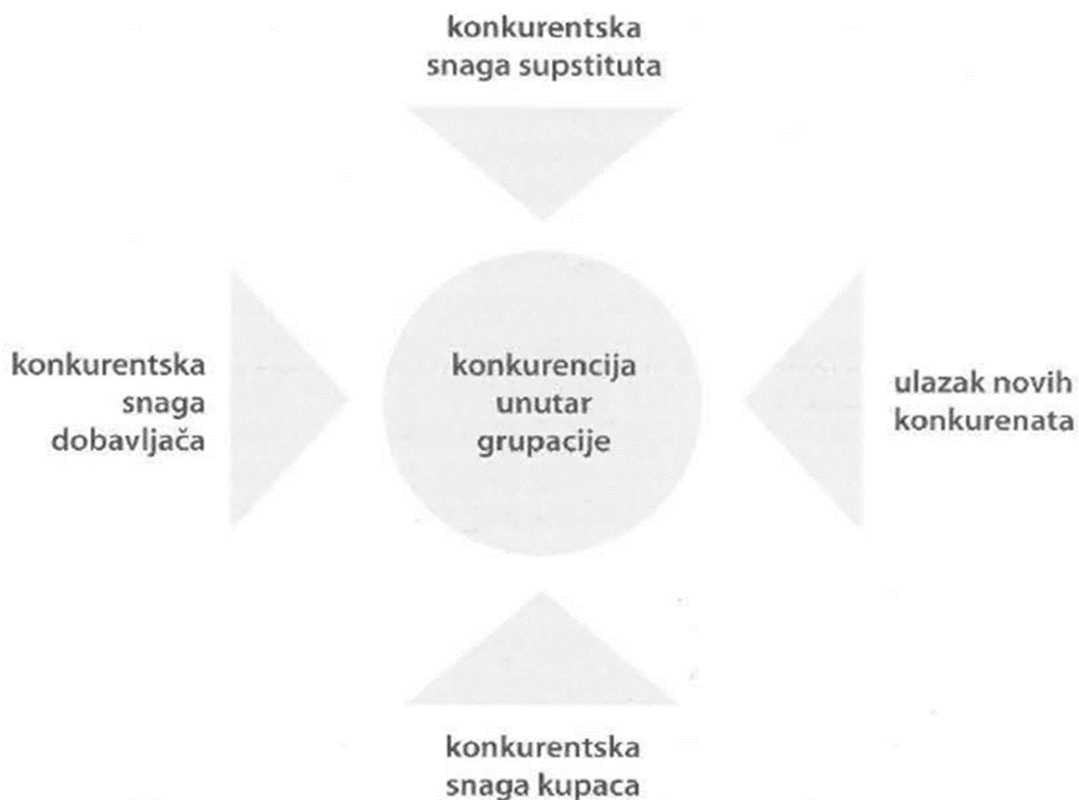 konkurentska
snaga supstituta
konkurentska
snaga
dobavljača
konkurencija
unutar
grupacije
ulazak novih
konkurenata
konkurentska
snaga kupaca